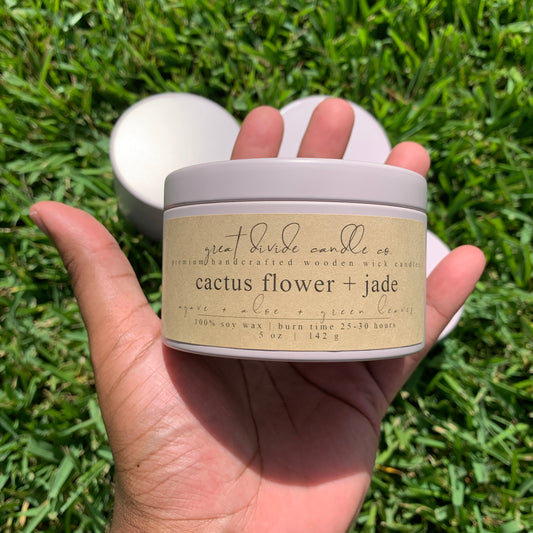 great divide candle co.
premium handcrafted wooden wick candles
cactus flower + jade
agave + aloe + green leaves
100% soy wax | burn time 25-30 hours
5 oz | 142 g